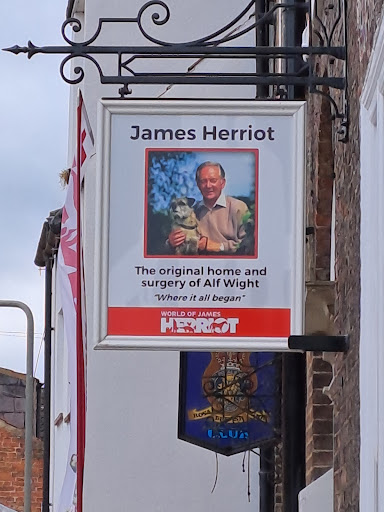 James Herriot
The original home and
surgery of Alf Wight
"Where it all began"
WORLD OF JAMES
HERRIOT
CLUB